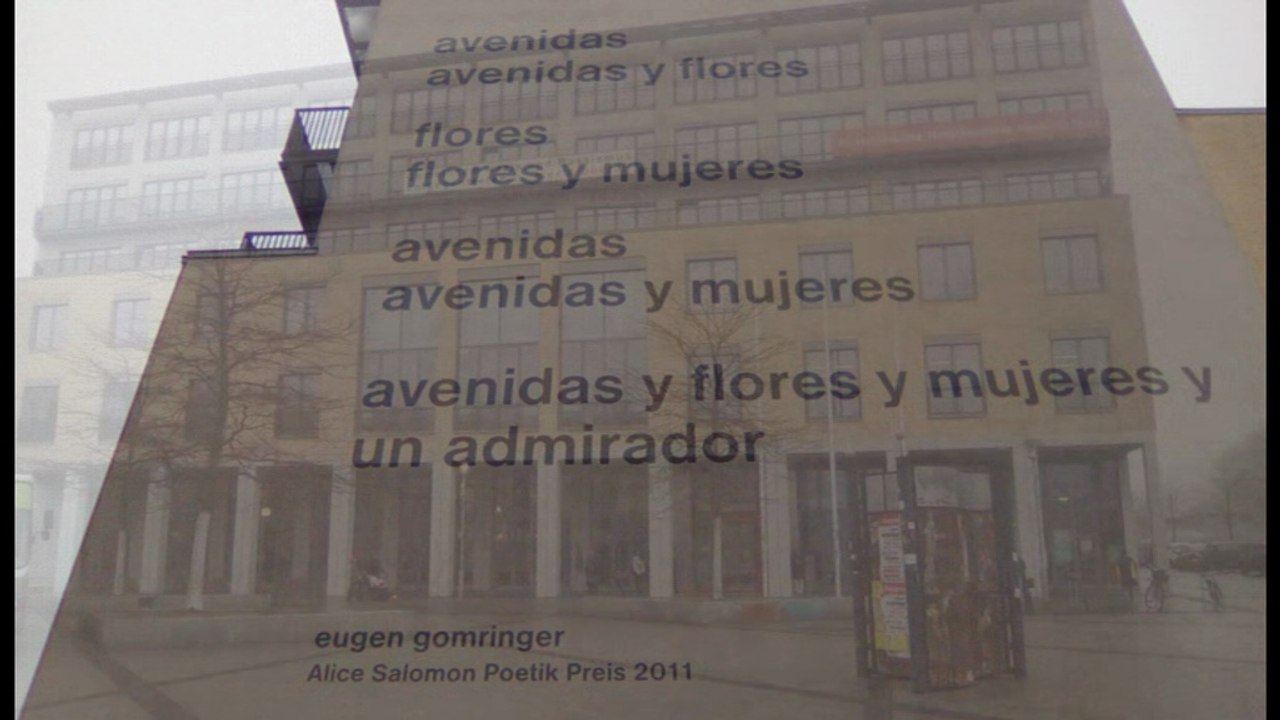 avenidas
avenidas y flores
flores
flores y mujeres
avenidas
avenidas y mujeres
avenidas y flores y mujeres y
un admirador
eugen gomringer
Alice Salomon Poetik Preis 2011